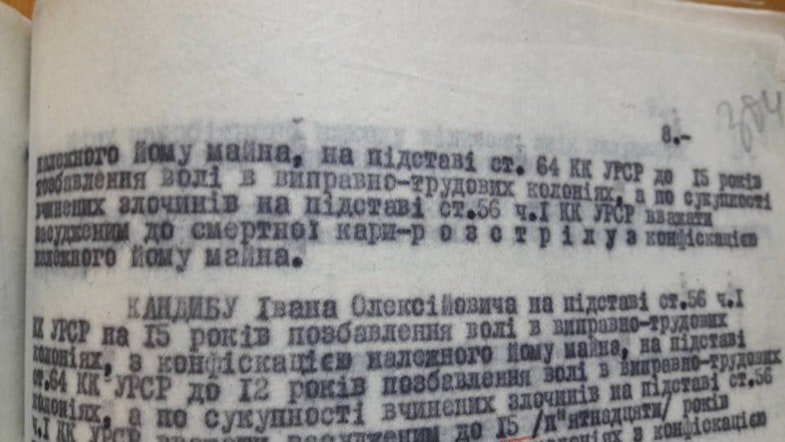 8.-
304
належного йому майна, на підставі ст. 64 КК УРСР до 15 років
позбавлення волі в виправно-трудових колоніях, а по сукупності
вчинених злочинів на підставі ст.56 ч.I КК УРСР вважати
засудженим до смертної кари-р о з с т р і л у з конфіскацією
належного йому майна.
КАНДИБУ Івана Олексійовича на підставі ст.56 ч.I
КК УРСР на 15 років позбавлення волі в виправно-трудових
колоніях, з конфіскацією належного йому майна, на підставі
ст.64 КК УРСР до 12 років позбавлення волі в виправно-трудових
колоніях, а по сукупності вчинених злочинів на підставі ст.56
ч.I КК УРСР вважати засудженим до 15 /п"ятнадцяти/ років
колоніях з конфіскацією